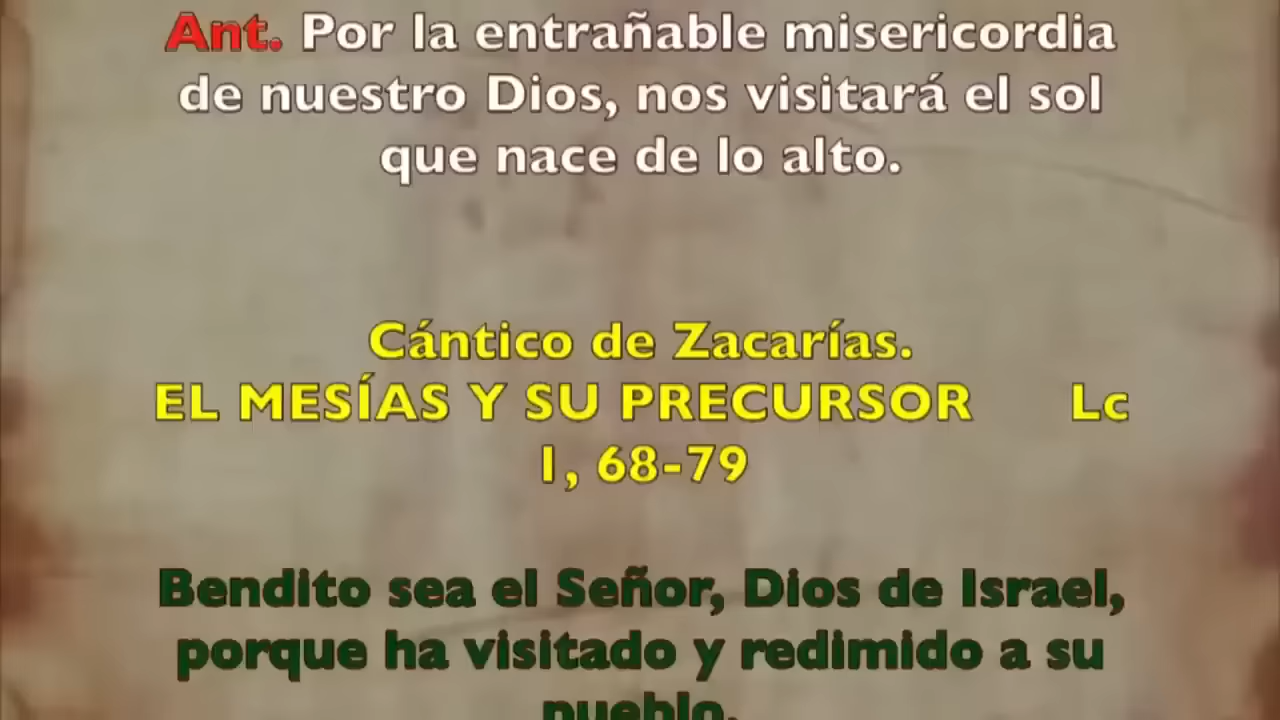 Ant. Por la entrañable misericordia
de nuestro Dios, nos visitará el sol
que nace de lo alto.
Cántico de Zacarías.
EL MESÍAS Y SU PRECURSOR Lc
1, 68-79
Bendito sea el Señor, Dios de Israel,
porque ha visitado y redimido a su
pueblo.